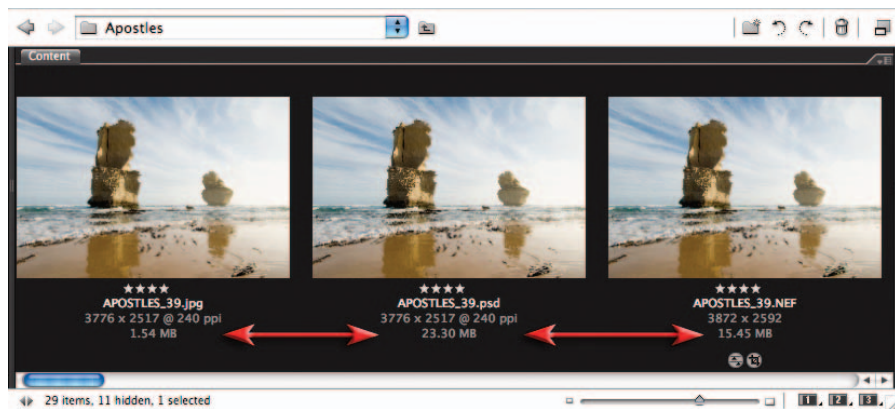 Apostles
Content
★★★★
APOSTLES_39.jpg
3776 x 2517 @ 240 ppi
1.54 MB
★★★★
APOSTLES_39.psd
3776 x 2517 @ 240 ppi
23.30 MB
★★★★
APOSTLES_39.NEF
3872 x 2592
15.45 MB
29 items, 11 hidden, 1 selected
1 2 3